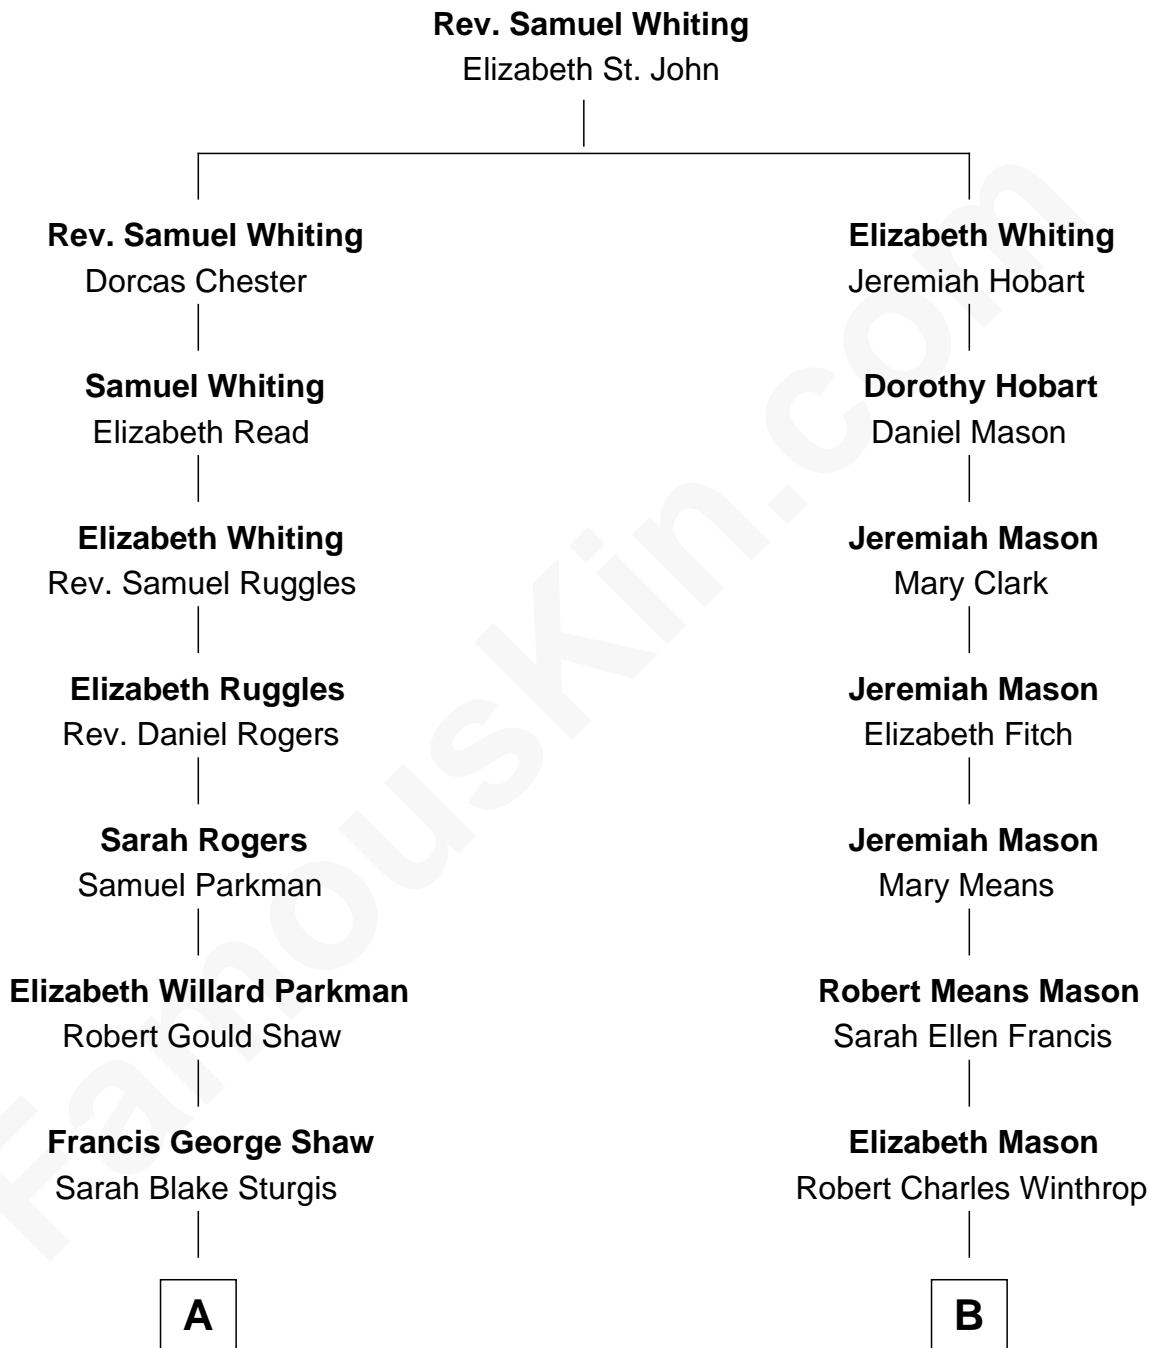 Rev. Samuel Whiting
Elizabeth St. John
Rev. Samuel Whiting
Dorcas Chester
Samuel Whiting
Elizabeth Read
Elizabeth Whiting
Rev. Samuel Ruggles
Elizabeth Ruggles
Rev. Daniel Rogers
Sarah Rogers
Samuel Parkman
Elizabeth Willard Parkman
Robert Gould Shaw
Francis George Shaw
Sarah Blake Sturgis
A
Elizabeth Whiting
Jeremiah Hobart
Dorothy Hobart
Daniel Mason
Jeremiah Mason
Mary Clark
Jeremiah Mason
Elizabeth Fitch
Jeremiah Mason
Mary Means
Robert Means Mason
Sarah Ellen Francis
Elizabeth Mason
Robert Charles Winthrop
B
FamousKin.com